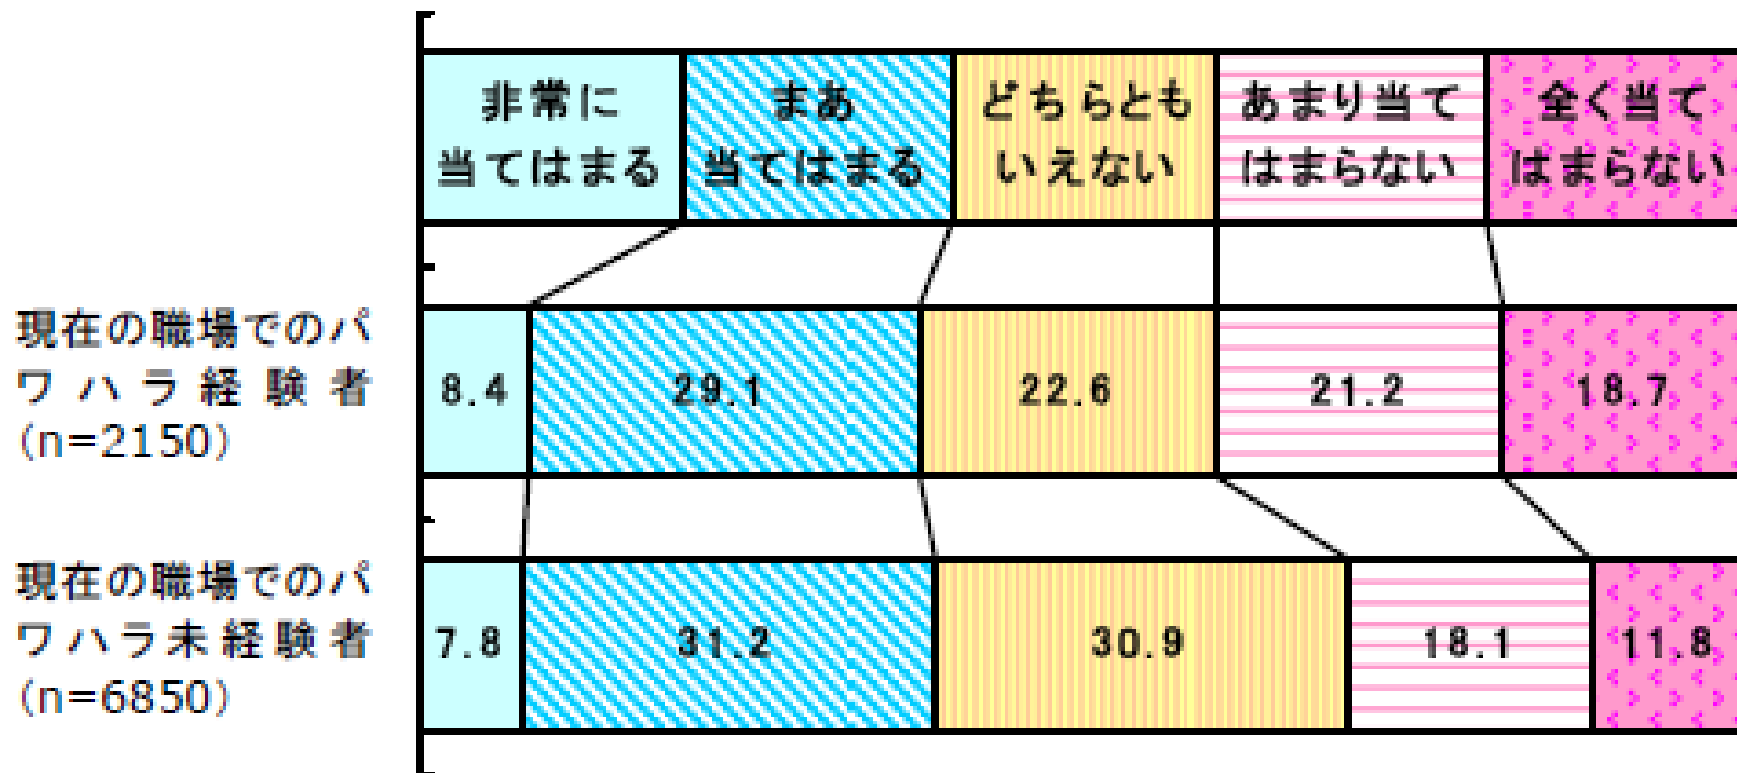 非常に
当てはまる
まあ
当てはまる
どちらとも
いえない
あまり当て
はまらない
全く当て
はまらない
現在の職場でのパ
ワハラ経験者
(n=2150)
8.4
29.1
22.6
21.2
18.7
現在の職場でのパ
ワハラ未経験者
(n=6850)
7.8
31.2
30.9
18.1
11.8